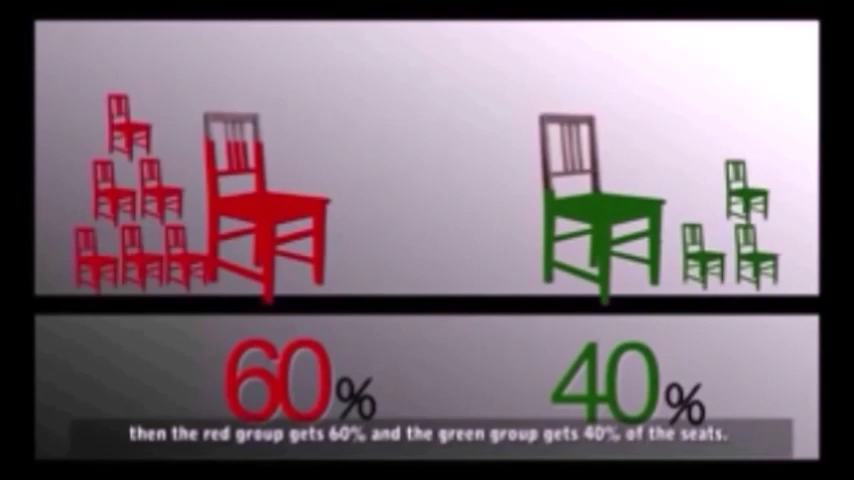 60% 40%
then the red group gets 60% and the green group gets 40% of the seats.